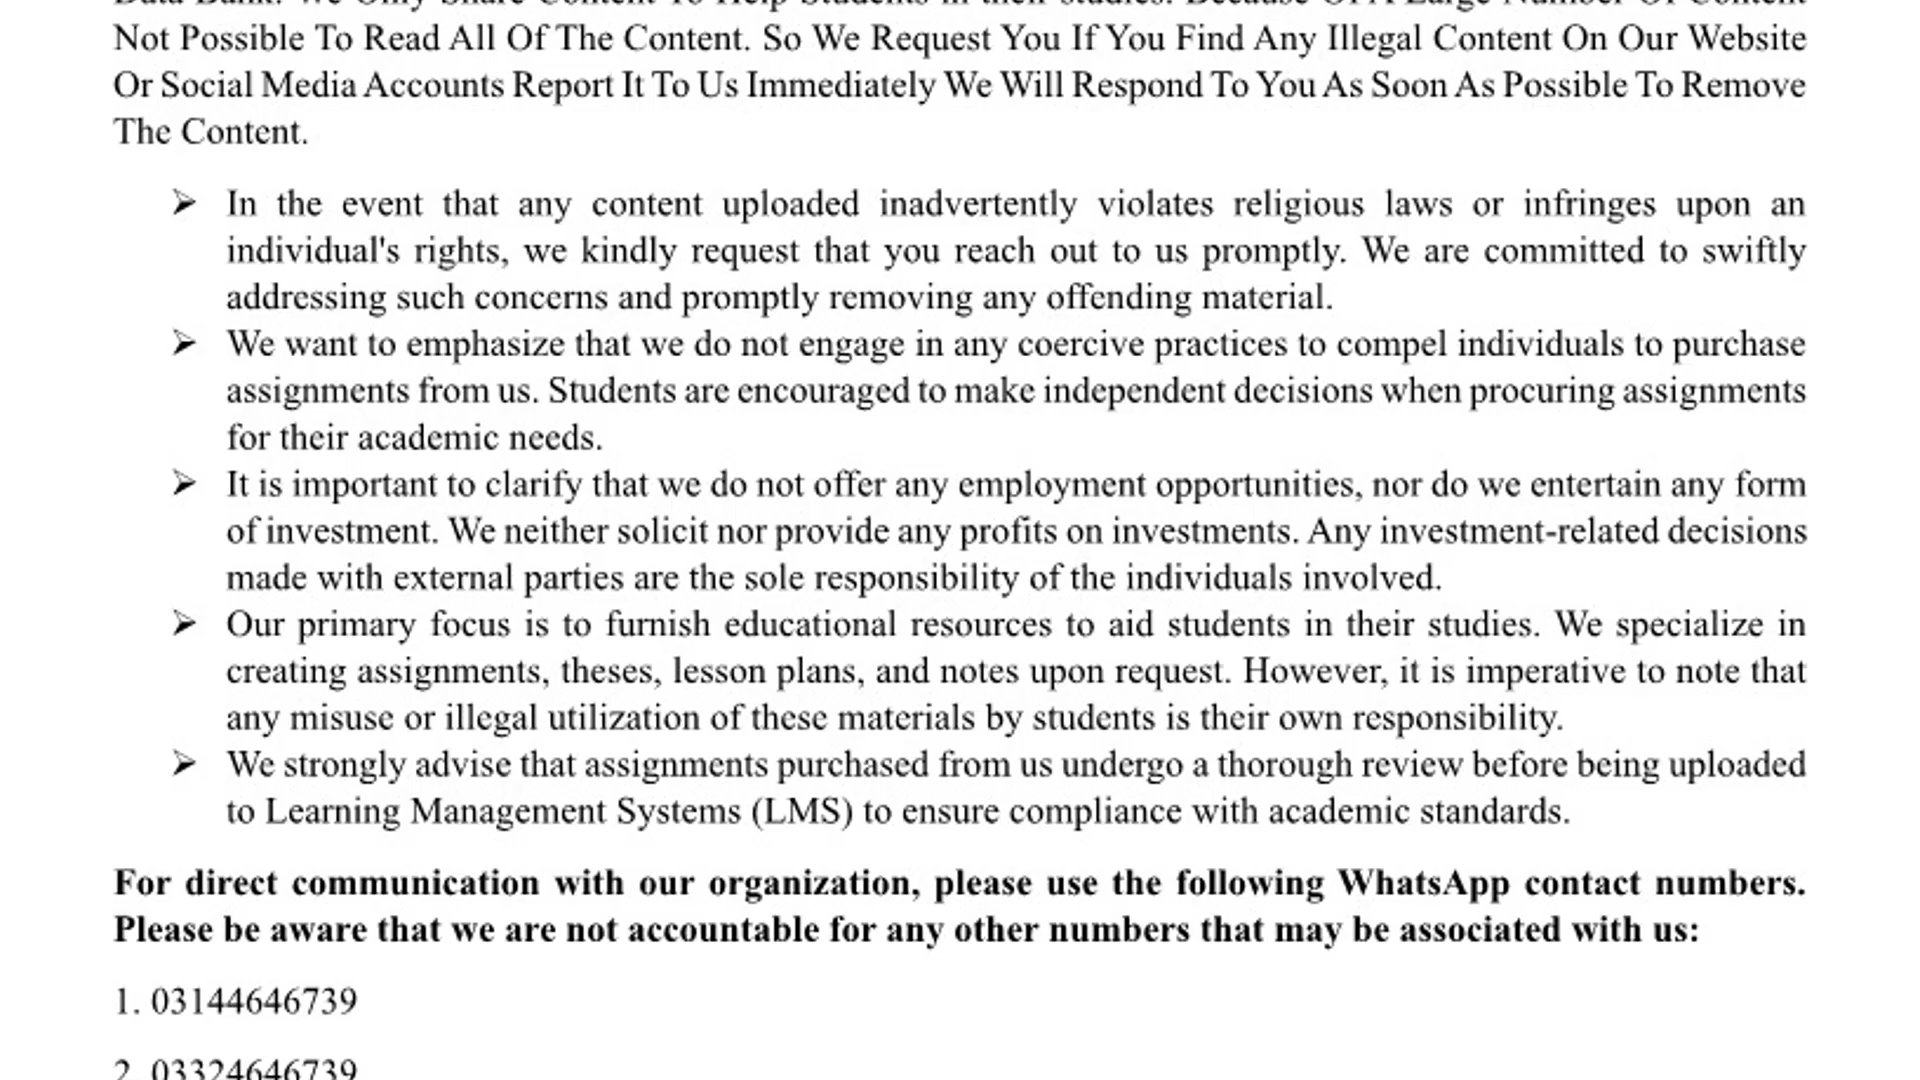 Data Bank. We Only Share Content To Help Students in their studies. Because Of A Large Number Of Content
Not Possible To Read All Of The Content. So We Request You If You Find Any Illegal Content On Our Website
Or Social Media Accounts Report It To Us Immediately We Will Respond To You As Soon As Possible To Remove
The Content.
➢ In the event that any content uploaded inadvertently violates religious laws or infringes upon an
individual's rights, we kindly request that you reach out to us promptly. We are committed to swiftly
addressing such concerns and promptly removing any offending material.
➢ We want to emphasize that we do not engage in any coercive practices to compel individuals to purchase
assignments from us. Students are encouraged to make independent decisions when procuring assignments
for their academic needs.
➢ It is important to clarify that we do not offer any employment opportunities, nor do we entertain any form
of investment. We neither solicit nor provide any profits on investments. Any investment-related decisions
made with external parties are the sole responsibility of the individuals involved.
➢ Our primary focus is to furnish educational resources to aid students in their studies. We specialize in
creating assignments, theses, lesson plans, and notes upon request. However, it is imperative to note that
any misuse or illegal utilization of these materials by students is their own responsibility.
➢ We strongly advise that assignments purchased from us undergo a thorough review before being uploaded
to Learning Management Systems (LMS) to ensure compliance with academic standards.
For direct communication with our organization, please use the following WhatsApp contact numbers.
Please be aware that we are not accountable for any other numbers that may be associated with us:
1. 03144646739
2. 03324646739